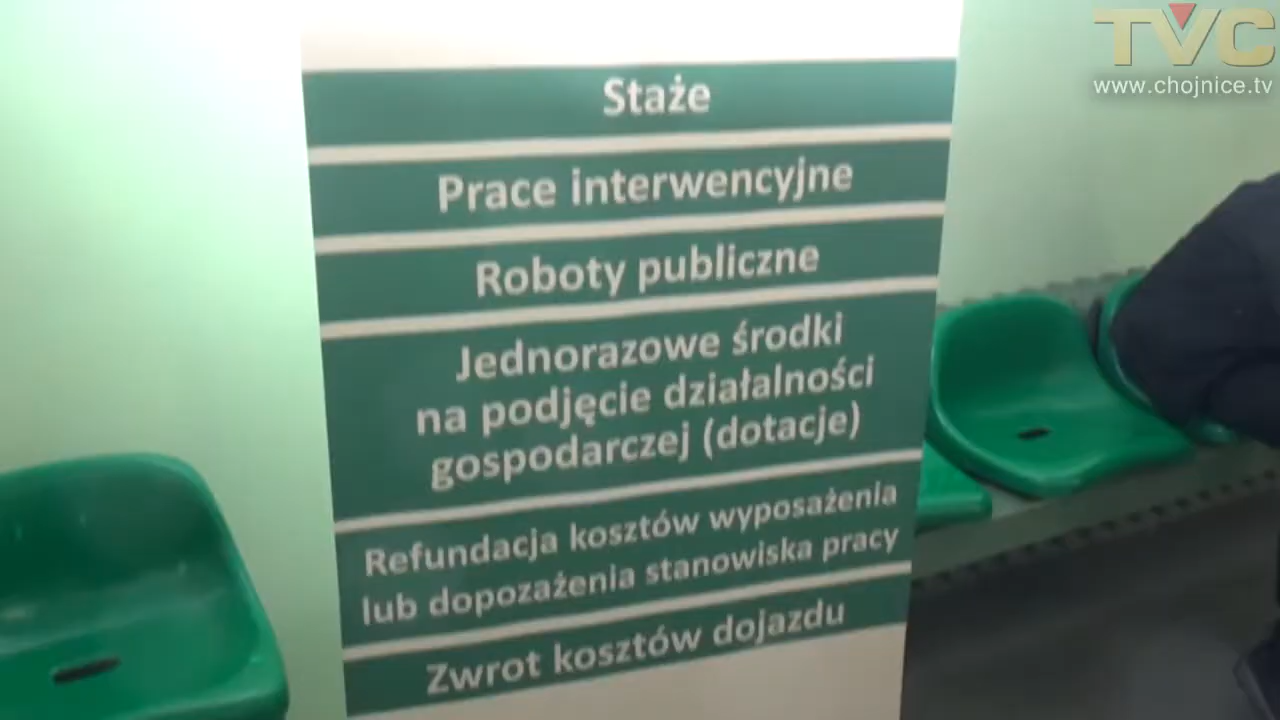 TVC
www.chojnice.tv
Staże
Prace interwencyjne
Roboty publiczne
Jednorazowe środki
na podjęcie działalności
gospodarczej (dotacje)
Refundacja kosztów wyposażenia
lub dopozażenia stanowiska pracy
Zwrot kosztów dojazdu